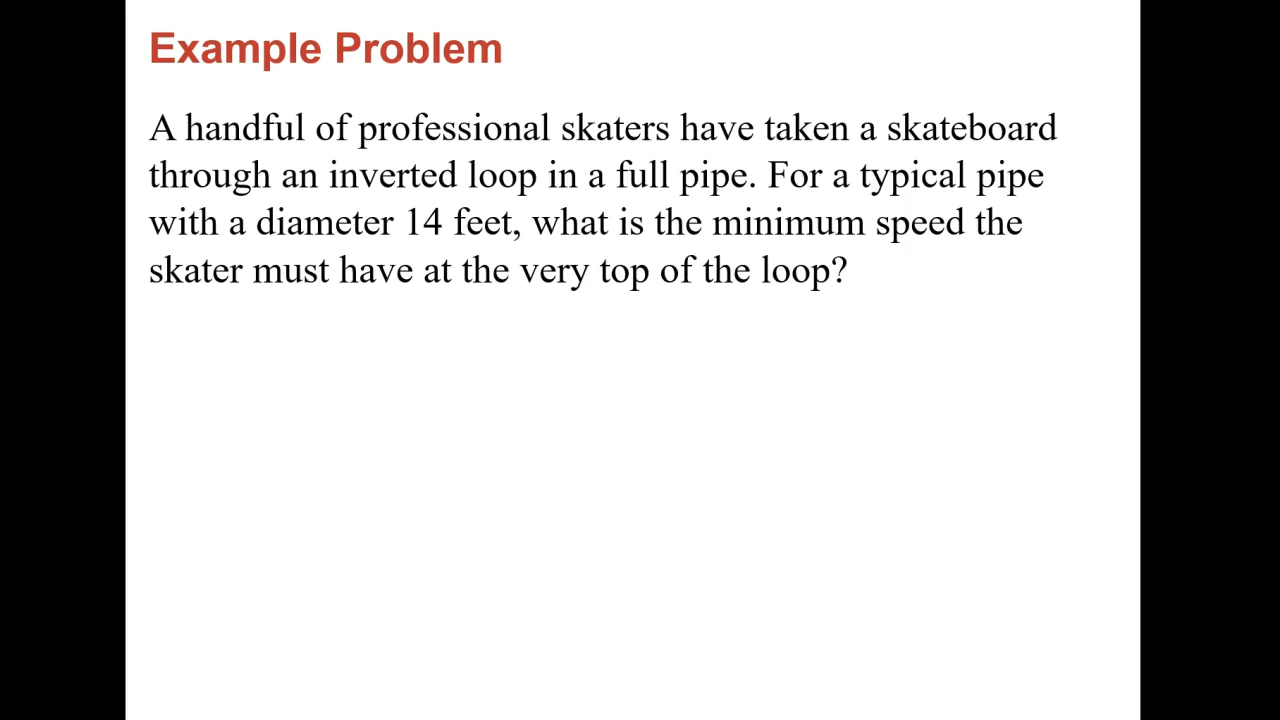 Example Problem
A handful of professional skaters have taken a skateboard
through an inverted loop in a full pipe. For a typical pipe
with a diameter 14 feet, what is the minimum speed the
skater must have at the very top of the loop?